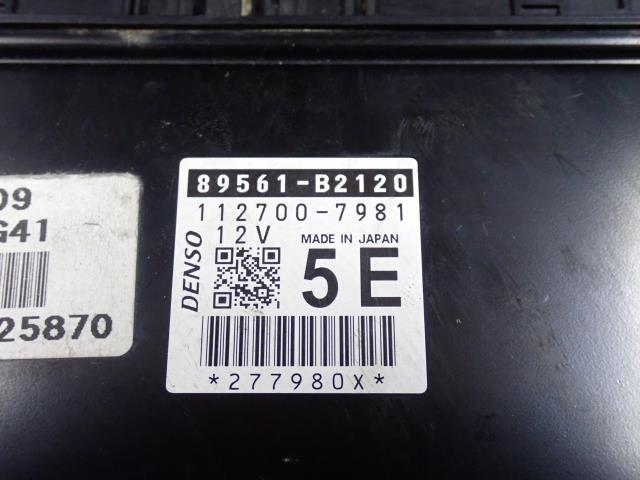 09
G41
25870
89561-B2120
112700-7981
12V
MADE IN JAPAN
DENSO
5E
*277980X*